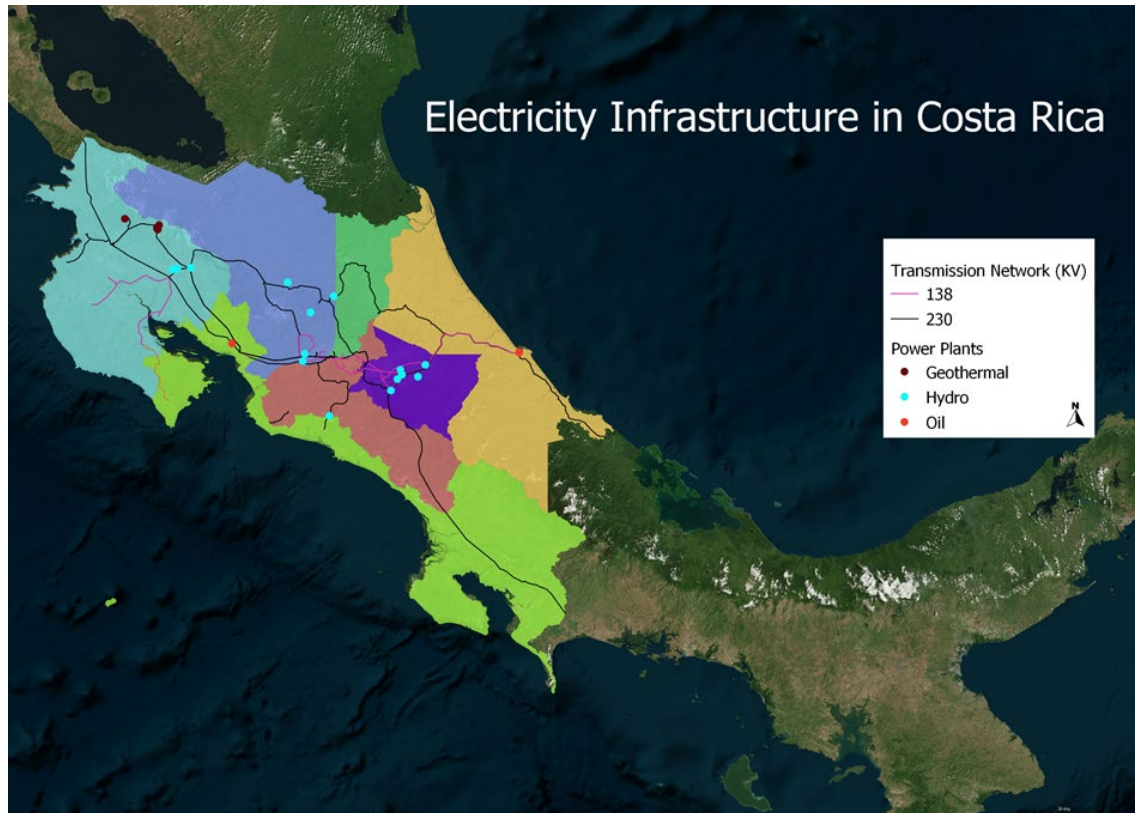 Electricity Infrastructure in Costa Rica
Transmission Network (KV)
138
230
Power Plants
Geothermal
Hydro
Oil
N